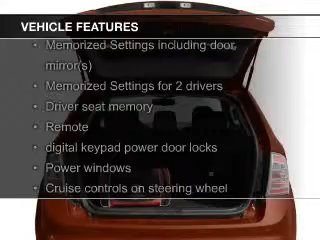 VEHICLE FEATURES
• Memorized Settings including door
mirror(s)
• Memorized Settings for 2 drivers
• Driver seat memory
• Remote
• digital keypad power door locks
• Power windows
• Cruise controls on steering wheel